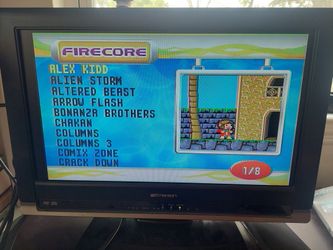 FIRECORE
ALEX KIDD
ALIEN STORM
ALTERED BEAST
ARROW FLASH
BONANZA BROTHERS
CHAKAN
COLUMNS
COLUMNS 3
COMIX ZONE
CRACK DOWN
1/8
EMERSON